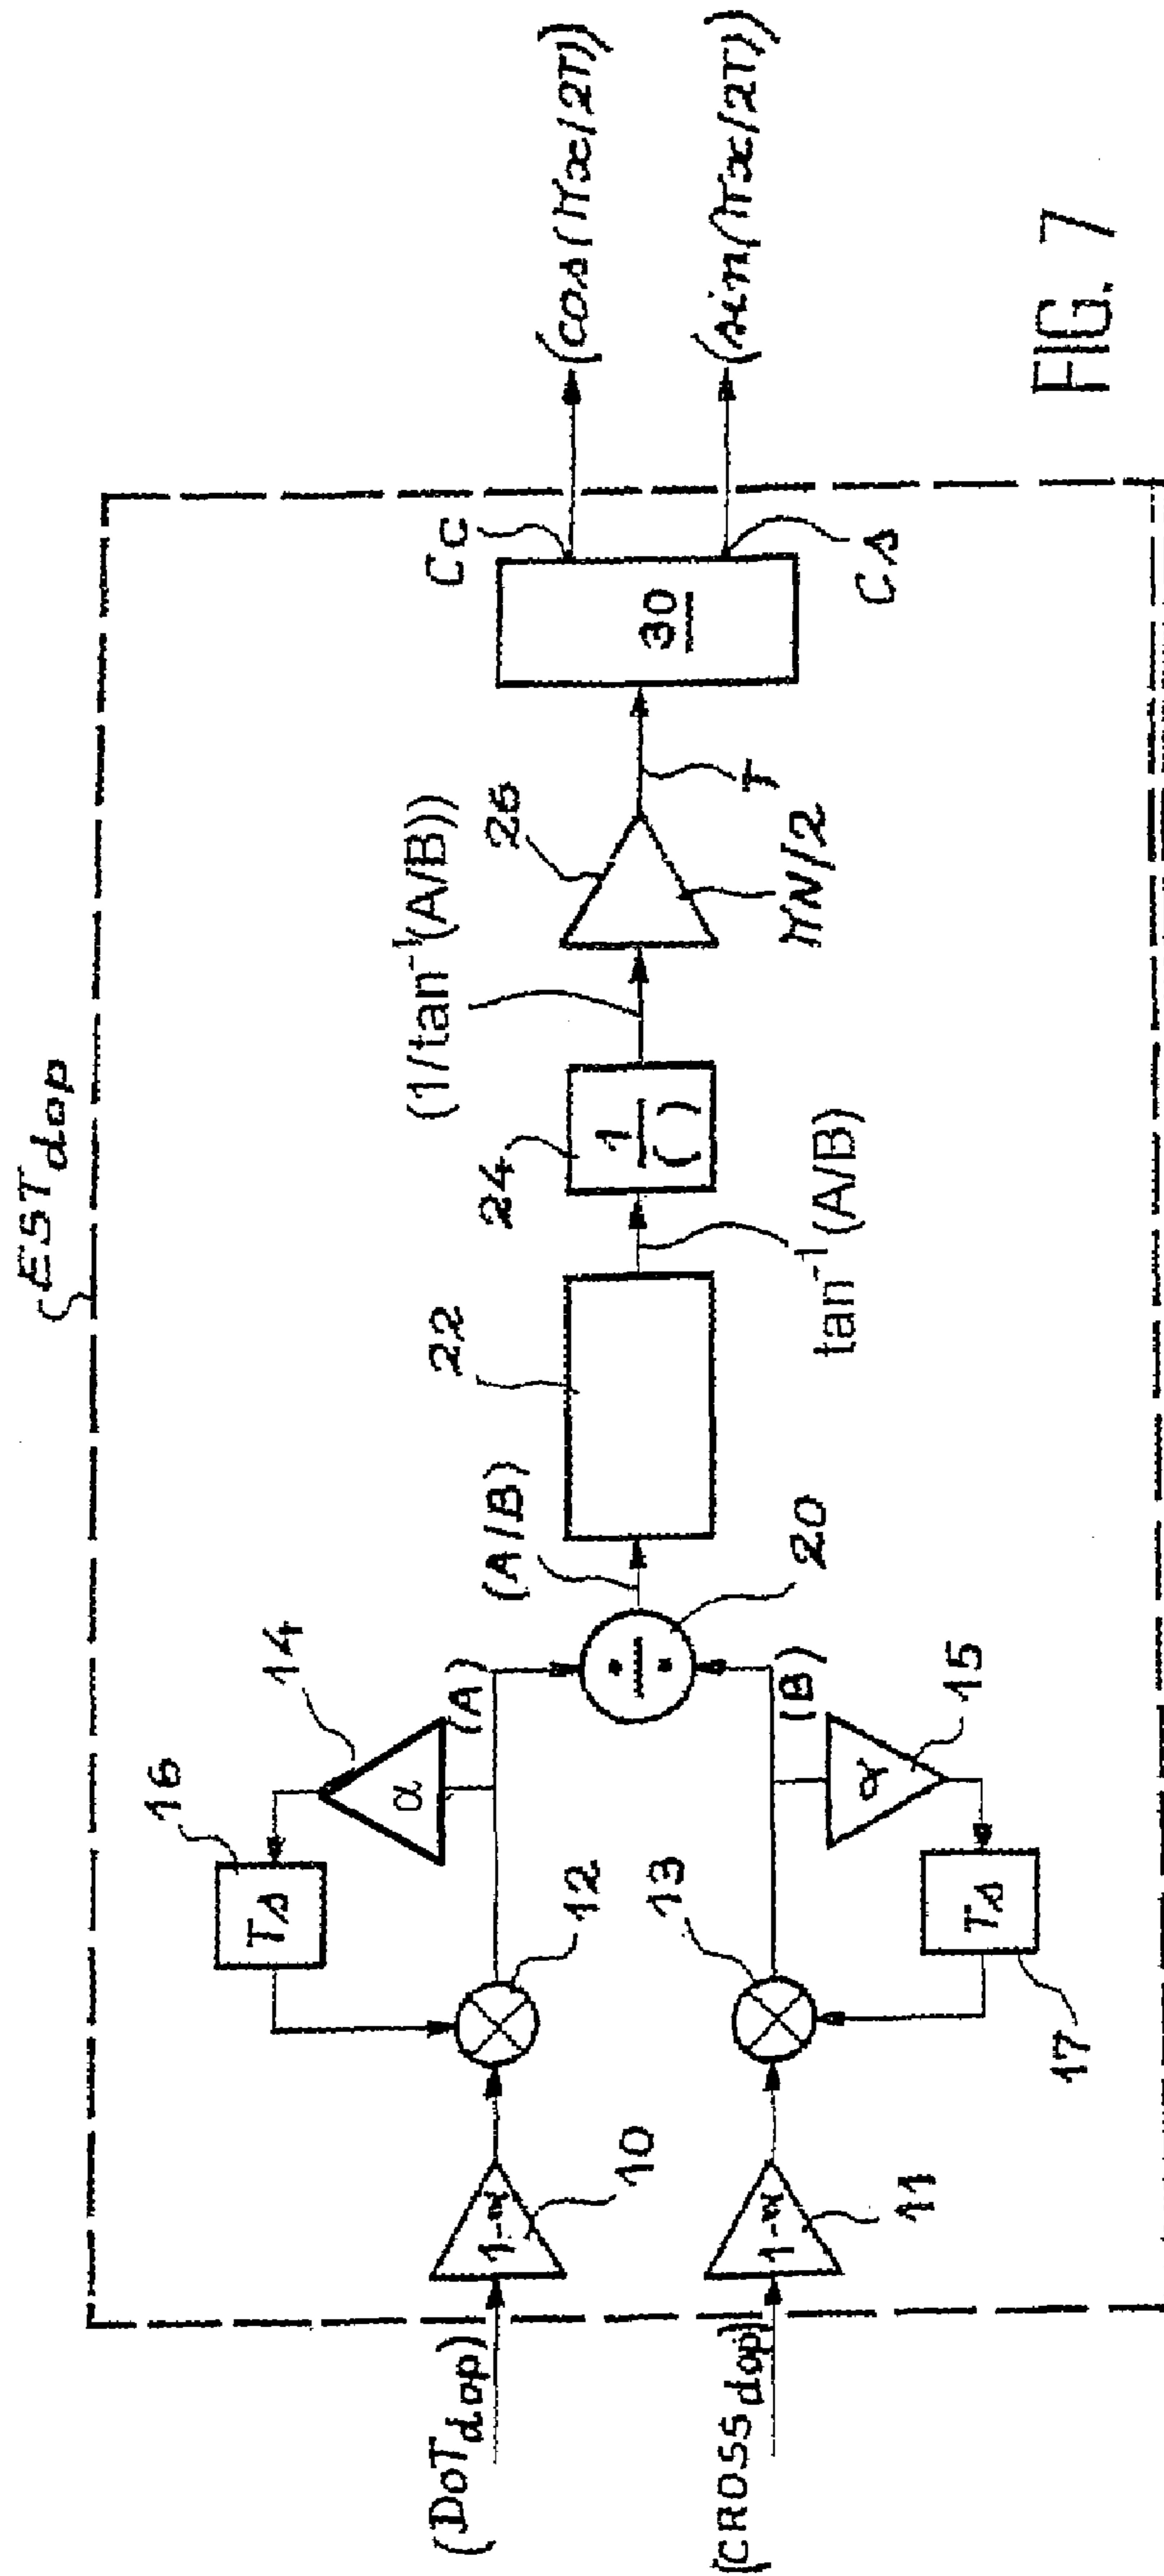 EST dop
(DOT dop)
(CROSS dop)
1-α
10
1-α
11
12
13
Ts
16
α
14
(A)
(B)
α
15
Ts
17
20
(A/B)
22
tan⁻¹(A/B)
24
1
( )
(1/tan⁻¹(A/B))
26
πN/2
T
30
Cc
Cs
(cos(πx/2T))
(sin(πx/2T))
FIG. 7